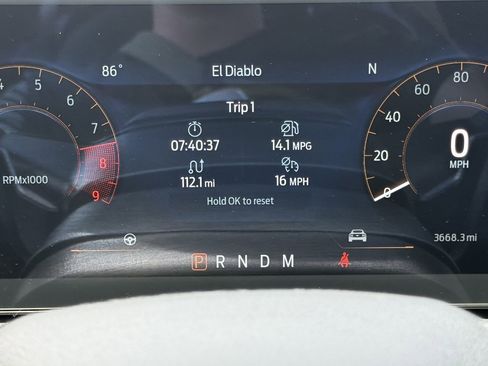 86° El Diablo N
Trip 1
07:40:37 14.1 MPG
112.1 mi 16 MPH
Hold OK to reset
4 5 6 7 8 9
RPMx1000
0 20 40 60 80
0
MPH
3668.3 mi
P R N D M